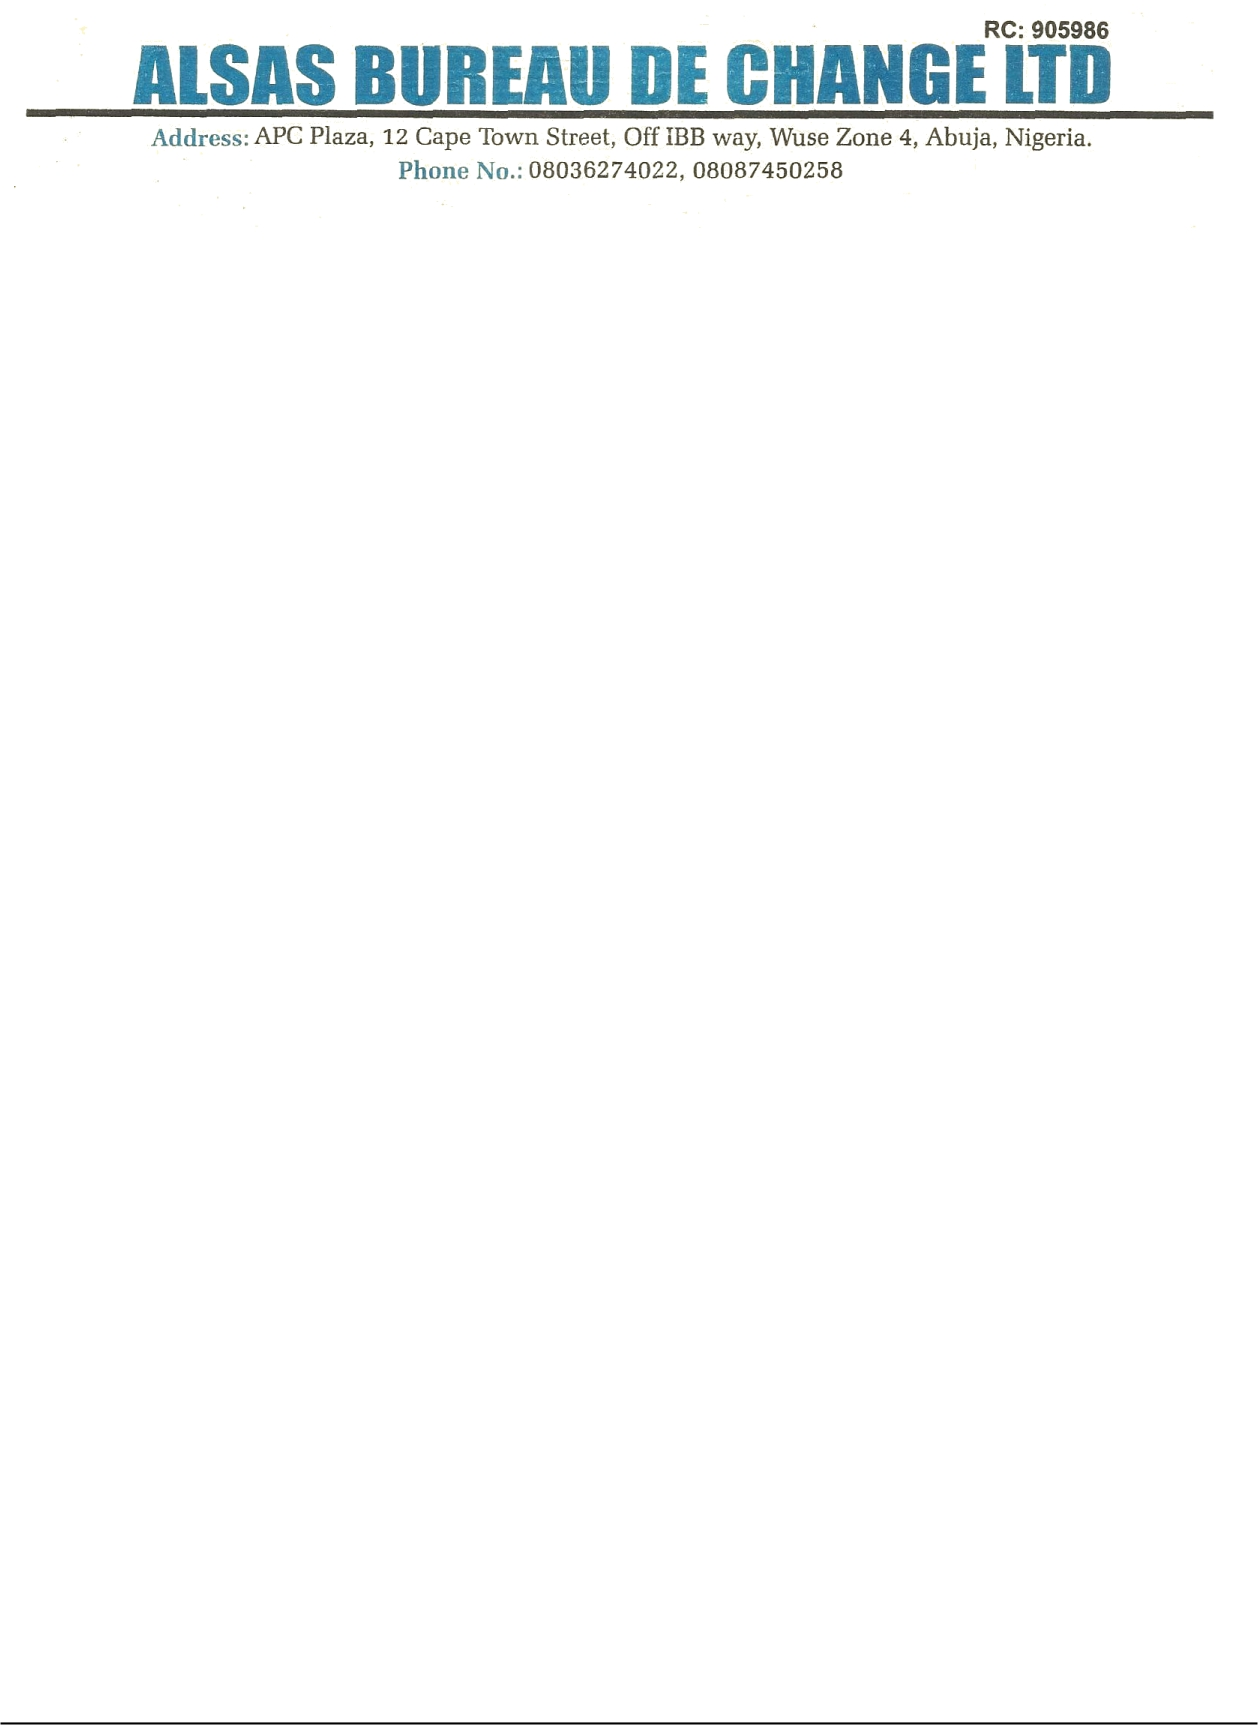 RC: 905986
ALSAS BUREAU DE CHANGE LTD
Address: APC Plaza, 12 Cape Town Street, Off IBB way, Wuse Zone 4, Abuja, Nigeria.
Phone No.: 08036274022, 08087450258